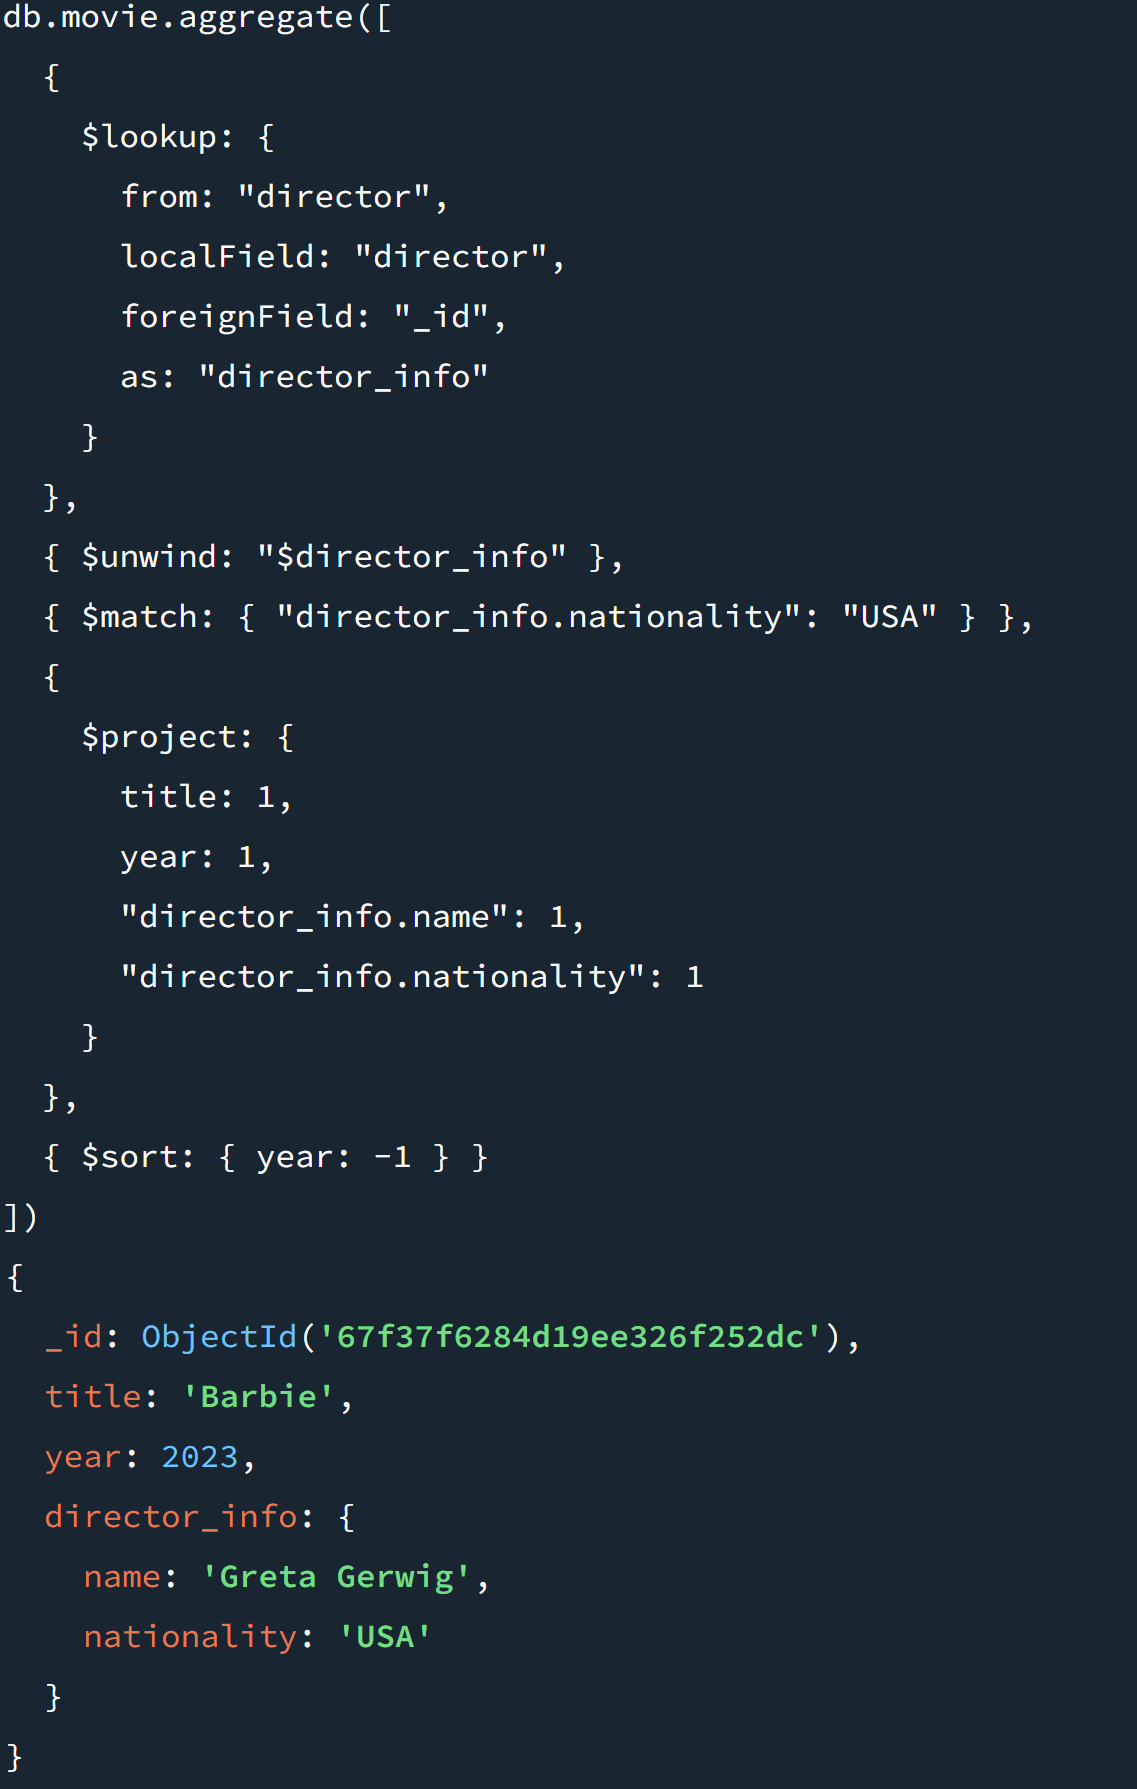 db.movie.aggregate([
  {
    $lookup: {
      from: "director",
      localField: "director",
      foreignField: "_id",
      as: "director_info"
    }
  },
  { $unwind: "$director_info" },
  { $match: { "director_info.nationality": "USA" } },
  {
    $project: {
      title: 1,
      year: 1,
      "director_info.name": 1,
      "director_info.nationality": 1
    }
  },
  { $sort: { year: -1 } }
])
{
  _id: ObjectId('67f37f6284d19ee326f252dc'),
  title: 'Barbie',
  year: 2023,
  director_info: {
    name: 'Greta Gerwig',
    nationality: 'USA'
  }
}